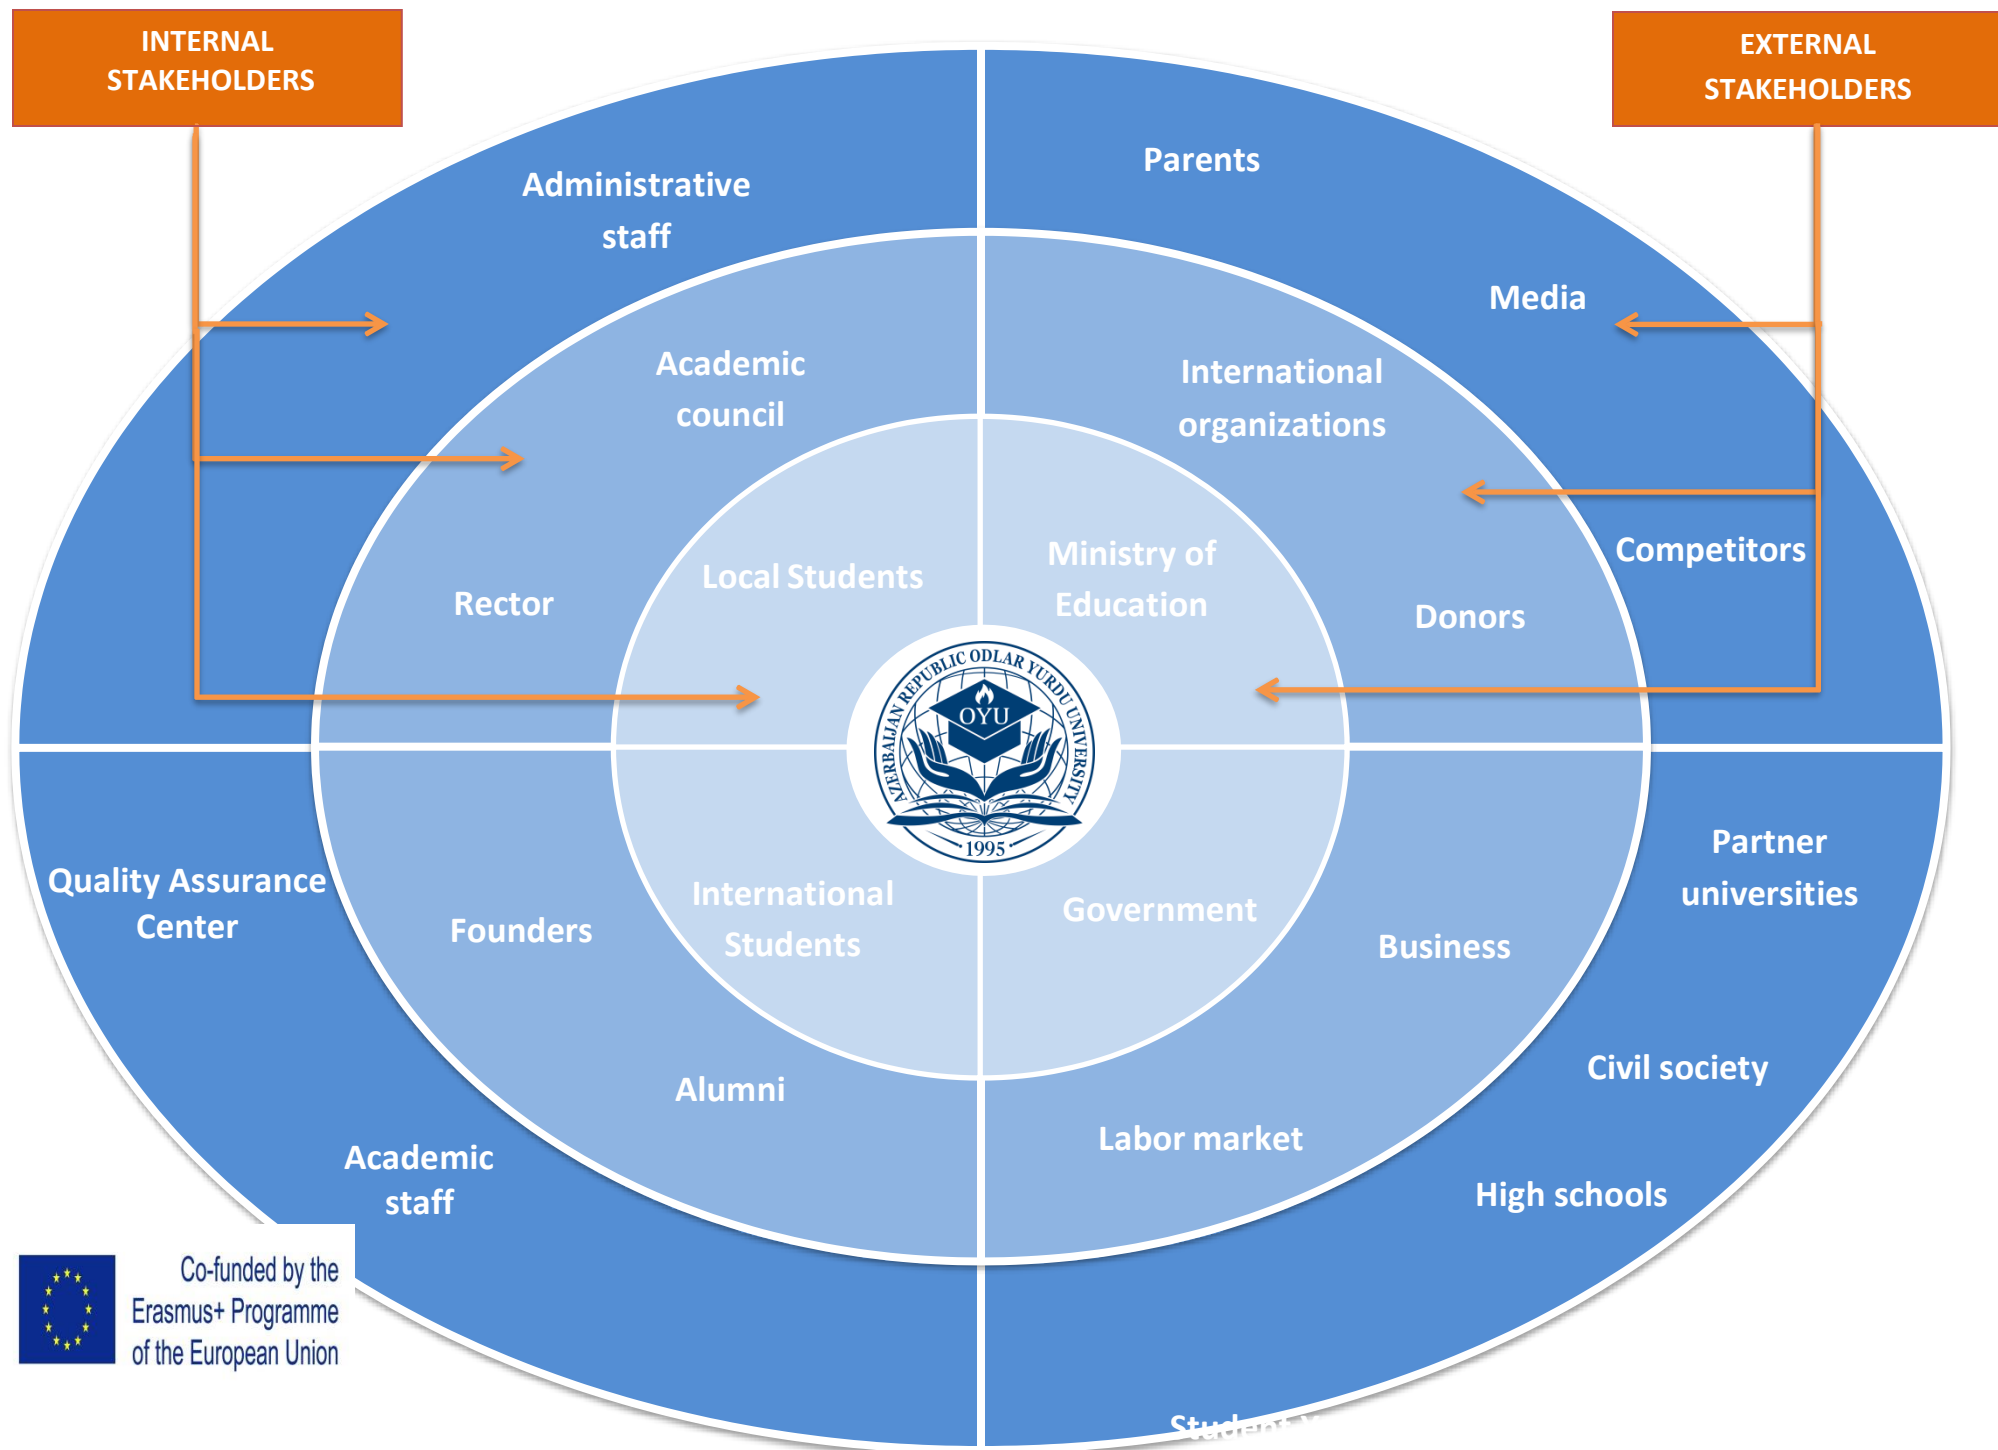 INTERNAL
STAKEHOLDERS
EXTERNAL
STAKEHOLDERS
Administrative
staff
Parents
Media
Academic
council
International
organizations
Competitors
Local Students
Ministry of
Education
Rector
Donors
AZERBAIJAN REPUBLIC ODLAR YURDU UNIVERSITY
OYU
1995
Quality Assurance
Center
Founders
International
Students
Government
Business
Partner
universities
Alumni
Labor market
Civil society
Academic
staff
High schools
Co-funded by the
Erasmus+ Programme
of the European Union
Student